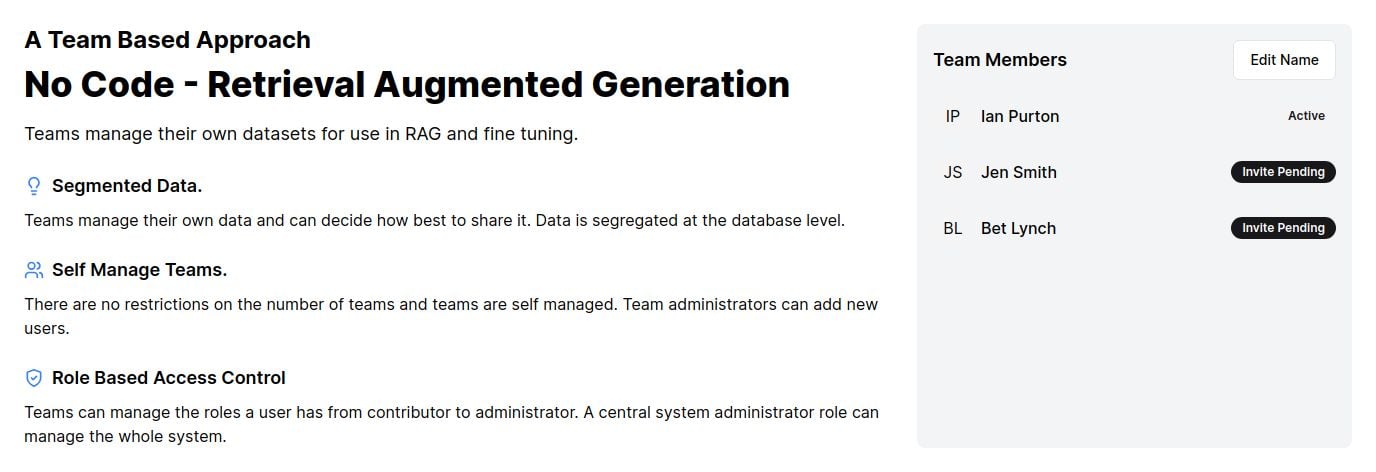 A Team Based Approach
No Code - Retrieval Augmented Generation
Teams manage their own datasets for use in RAG and fine tuning.
Segmented Data.
Teams manage their own data and can decide how best to share it. Data is segregated at the database level.
Self Manage Teams.
There are no restrictions on the number of teams and teams are self managed. Team administrators can add new
users.
Role Based Access Control
Teams can manage the roles a user has from contributor to administrator. A central system administrator role can
manage the whole system.
Team Members
Edit Name
IP Ian Purton Active
JS Jen Smith Invite Pending
BL Bet Lynch Invite Pending